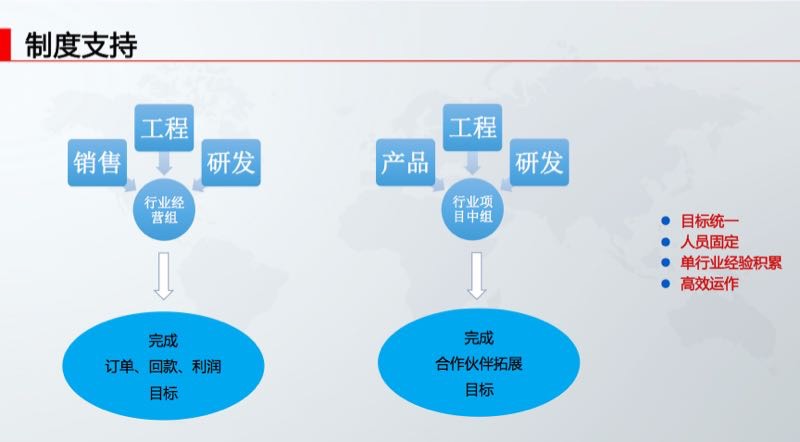 制度支持
工程
销售
研发
行业经
营组
完成
订单、回款、利润
目标
工程
产品
研发
行业项
目中组
完成
合作伙伴拓展
目标
目标统一
人员固定
单行业经验积累
高效运作